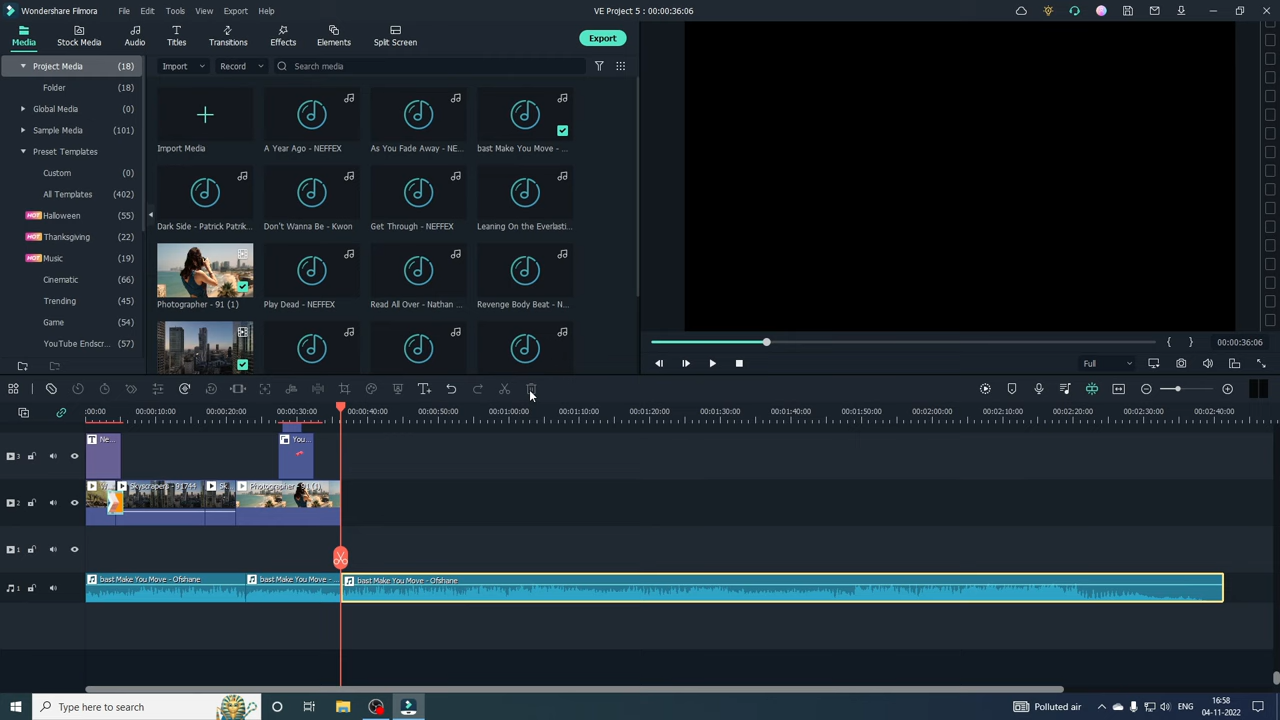 Wondershare Filmora
File
Edit
Tools
View
Export
Help
VE Project 5 : 00:00:36:06
Media
Stock Media
Audio
Titles
Transitions
Effects
Elements
Split Screen
Export
Project Media (18)
Folder (18)
Global Media (0)
Sample Media (101)
Preset Templates
Custom (0)
All Templates (402)
HOT Halloween (55)
HOT Thanksgiving (22)
HOT Music (53)
Cinematic (66)
Trending (45)
Game (54)
YouTube Endscr... (57)
Import
Record
Search media
Import Media
A Year Ago - NEFFEX
As You Fade Away - NE...
bast Make You Move - ...
Dark Side - Patrick Patrik...
Don't Wanna Be - Kwon
Get Through - NEFFEX
Leaning On the Everlasti...
Photographer - 91 (1)
Play Dead - NEFFEX
Read All Over - Nathan ...
Revenge Body Beat - N...
00:00:36:06
Full
:00:00
00:00:10:00
00:00:20:00
00:00:30:00
00:00:40:00
00:00:50:00
00:01:00:00
00:01:10:00
00:01:20:00
00:01:30:00
00:01:40:00
00:01:50:00
00:02:00:00
00:02:10:00
00:02:20:00
00:02:30:00
00:02:40:00
3
T Ne...
You...
2
Skyscrapers - 91744
Sk...
Photographer - 91 (1)
1
1
bast Make You Move - Ofshane
bast Make You Move - ...
bast Make You Move - Ofshane
Type here to search
Polluted air
ENG
16:58
04-11-2022